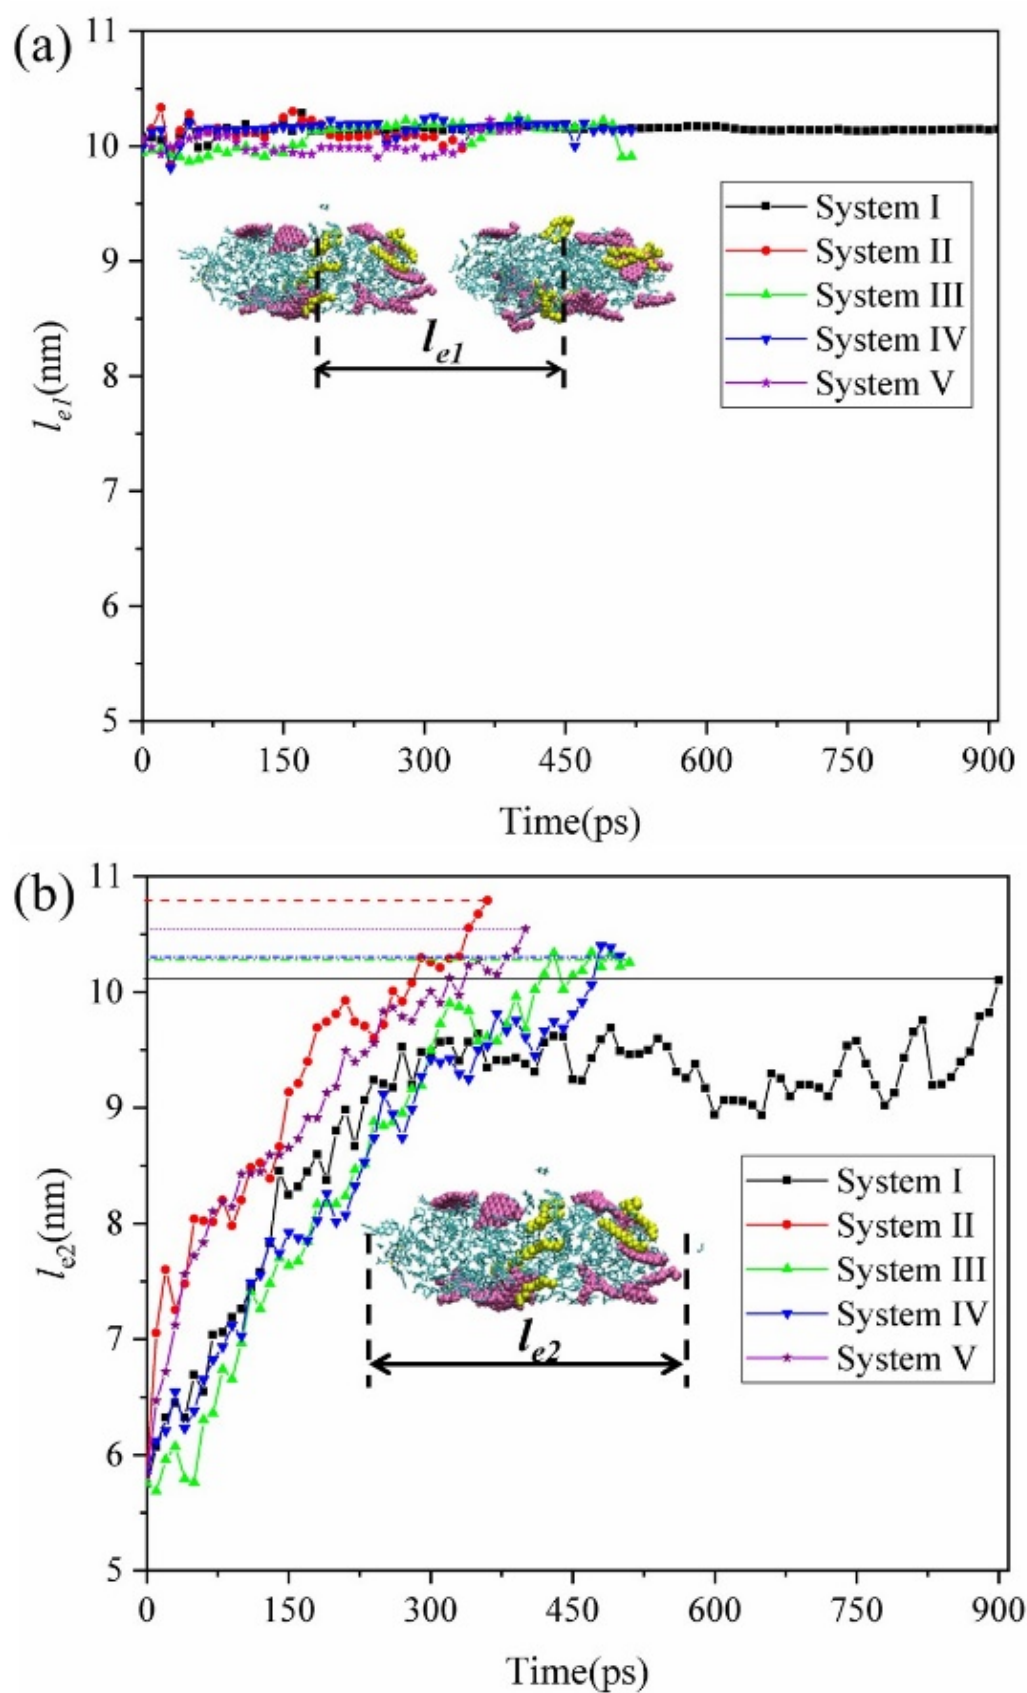 (a)
11
10
9
8
7
6
5
l_e1(nm)
System I
System II
System III
System IV
System V
l_e1
0 150 300 450 600 750 900
Time(ps)
(b)
11
10
9
8
7
6
5
l_e2(nm)
System I
System II
System III
System IV
System V
l_e2
0 150 300 450 600 750 900
Time(ps)